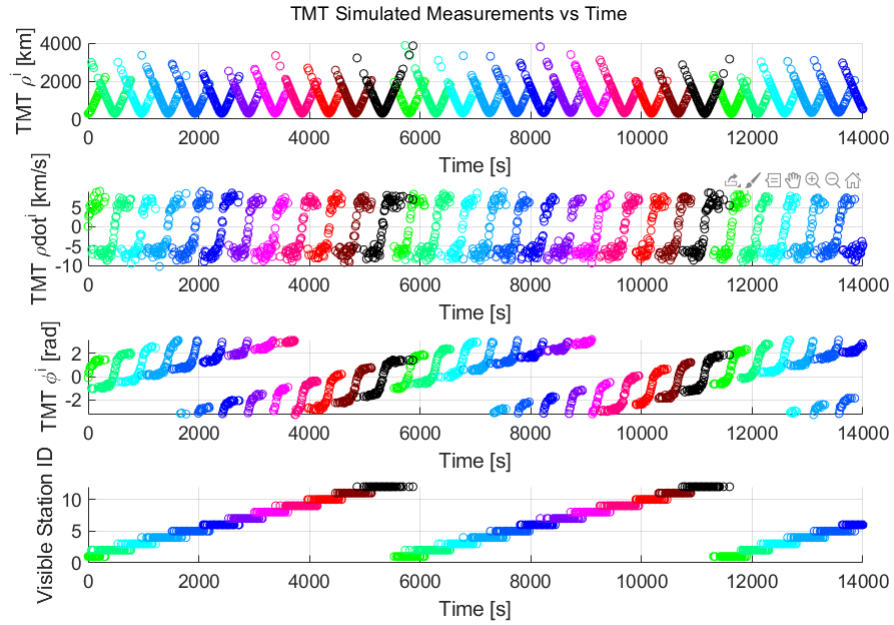 TMT Simulated Measurements vs Time
TMT ρ^i [km]
4000
2000
0
0 2000 4000 6000 8000 10000 12000 14000
Time [s]
TMT ρdot^i [km/s]
5
0
-5
-10
0 2000 4000 6000 8000 10000 12000 14000
Time [s]
TMT ϕ^i [rad]
2
0
-2
0 2000 4000 6000 8000 10000 12000 14000
Time [s]
Visible Station ID
10
5
0
0 2000 4000 6000 8000 10000 12000 14000
Time [s]